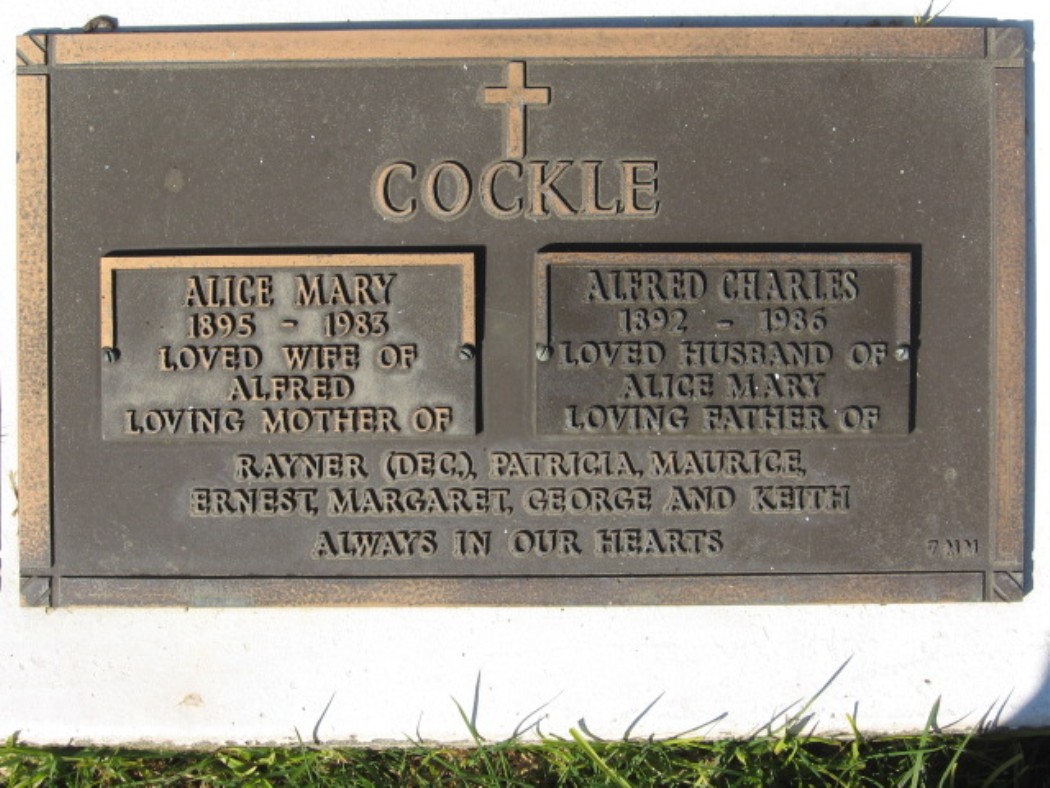 COCKLE
ALICE MARY
1895 - 1983
LOVED WIFE OF
ALFRED
LOVING MOTHER OF
ALFRED CHARLES
1892 - 1986
LOVED HUSBAND OF
ALICE MARY
LOVING FATHER OF
RAYNER (DEC.), PATRICIA, MAURICE,
ERNEST, MARGARET, GEORGE AND KEITH
ALWAYS IN OUR HEARTS
7 MM